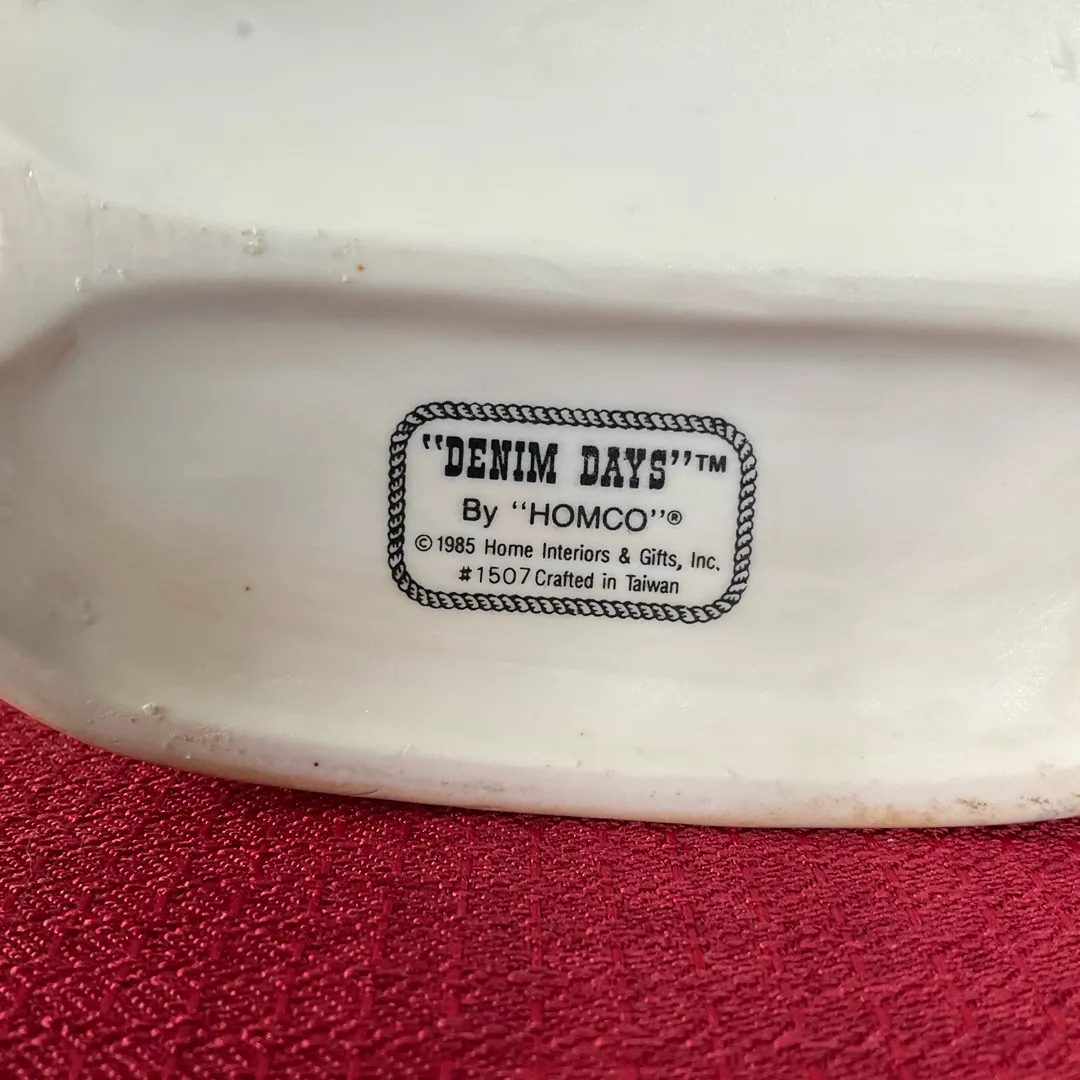 “DENIM DAYS”™
By “HOMCO”®
©1985 Home Interiors & Gifts, Inc.
#1507 Crafted in Taiwan